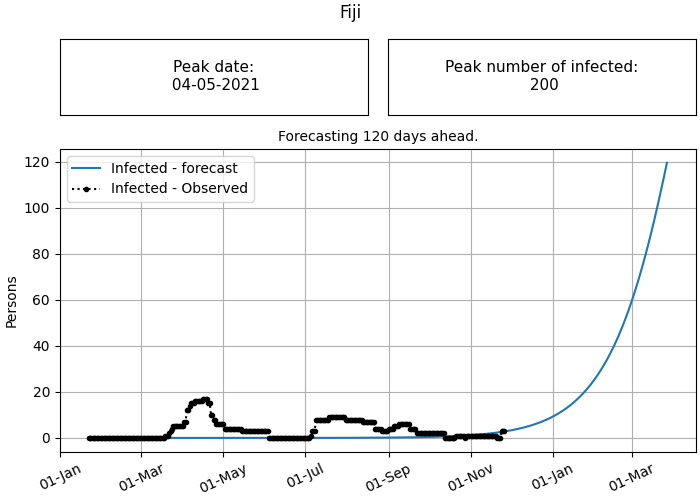 Fiji
Peak date:
04-05-2021
Peak number of infected:
200
Forecasting 120 days ahead.
Infected - forecast
Infected - Observed
Persons
120
100
80
60
40
20
0
01-Jan
01-Mar
01-May
01-Jul
01-Sep
01-Nov
01-Jan
01-Mar